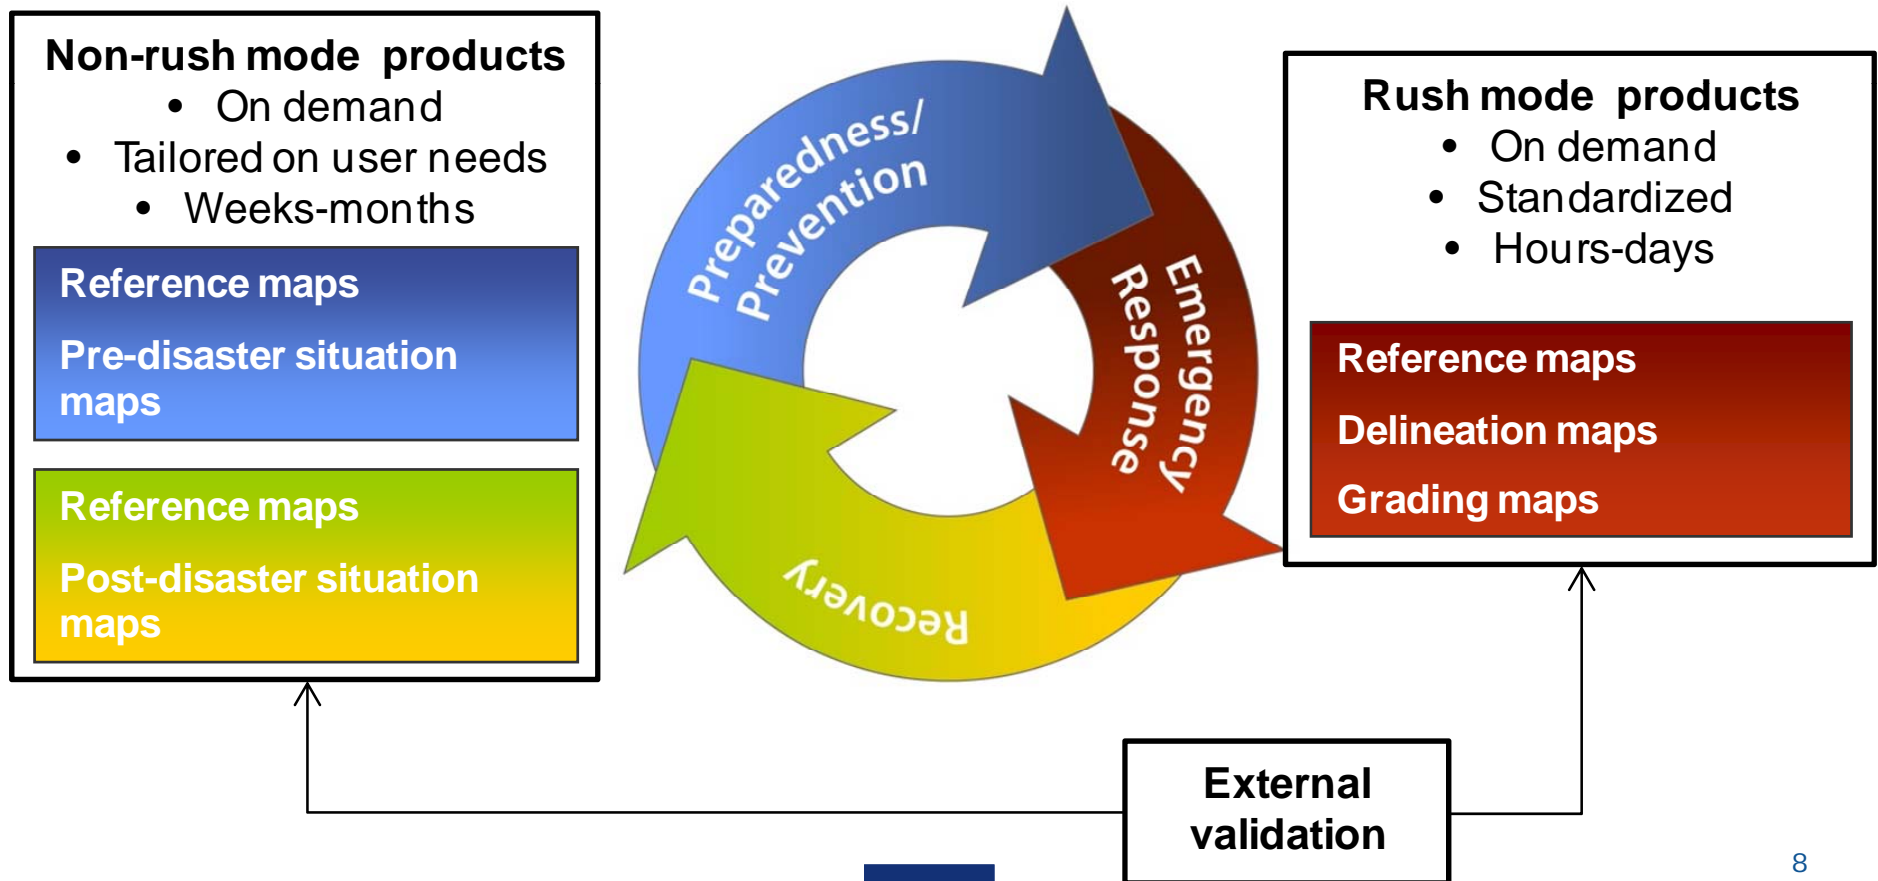 Non-rush mode products
• On demand
• Tailored on user needs
• Weeks-months
Reference maps
Pre-disaster situation
maps
Reference maps
Post-disaster situation
maps
Preparedness/
Prevention
Emergency
Response
Recovery
Rush mode products
• On demand
• Standardized
• Hours-days
Reference maps
Delineation maps
Grading maps
External
validation
8